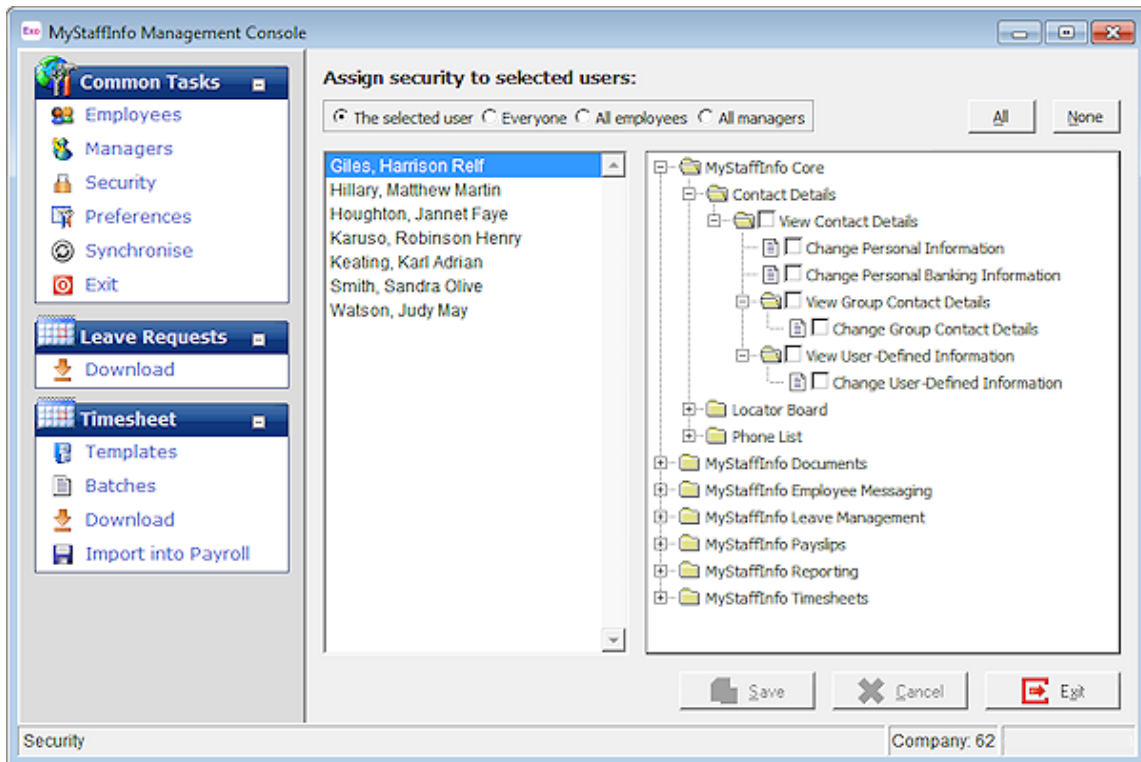 Exo MyStaffInfo Management Console
Common Tasks
Employees
Managers
Security
Preferences
Synchronise
Exit
Leave Requests
Download
Timesheet
Templates
Batches
Download
Import into Payroll
Assign security to selected users:
The selected user Everyone All employees All managers
All None
Giles, Harrison Relf
Hillary, Matthew Martin
Houghton, Jannet Faye
Karuso, Robinson Henry
Keating, Karl Adrian
Smith, Sandra Olive
Watson, Judy May
MyStaffInfo Core
Contact Details
View Contact Details
Change Personal Information
Change Personal Banking Information
View Group Contact Details
Change Group Contact Details
View User-Defined Information
Change User-Defined Information
Locator Board
Phone List
MyStaffInfo Documents
MyStaffInfo Employee Messaging
MyStaffInfo Leave Management
MyStaffInfo Payslips
MyStaffInfo Reporting
MyStaffInfo Timesheets
Save Cancel Exit
Security Company: 62